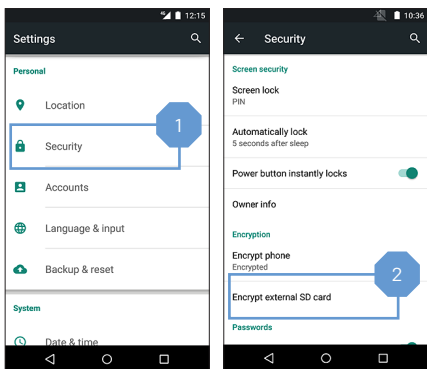 12:15
Settings
Personal
Location
1
Security
Accounts
Language & input
Backup & reset
System
Date & time
10:36
Security
Screen security
Screen lock
PIN
Automatically lock
5 seconds after sleep
Power button instantly locks
Owner info
Encryption
Encrypt phone
Encrypted
2
Encrypt external SD card
Passwords